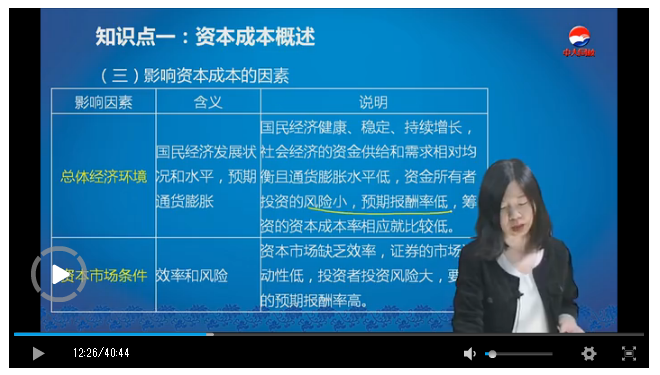 知识点一：资本成本概述
（三）影响资本成本的因素
影响因素 含义 说明
总体经济环境
国民经济发展状
况和水平，预期
通货膨胀
国民经济健康、稳定、持续增长，
社会经济的资金供给和需求相对均
衡且通货膨胀水平低，资金所有者
投资的风险小，预期报酬率低，筹
资的资本成本率相应就比较低。
资本市场条件
效率和风险
资本市场缺乏效率，证券的市场
动性低，投资者投资风险大，要
的预期报酬率高。
12:26/40:44